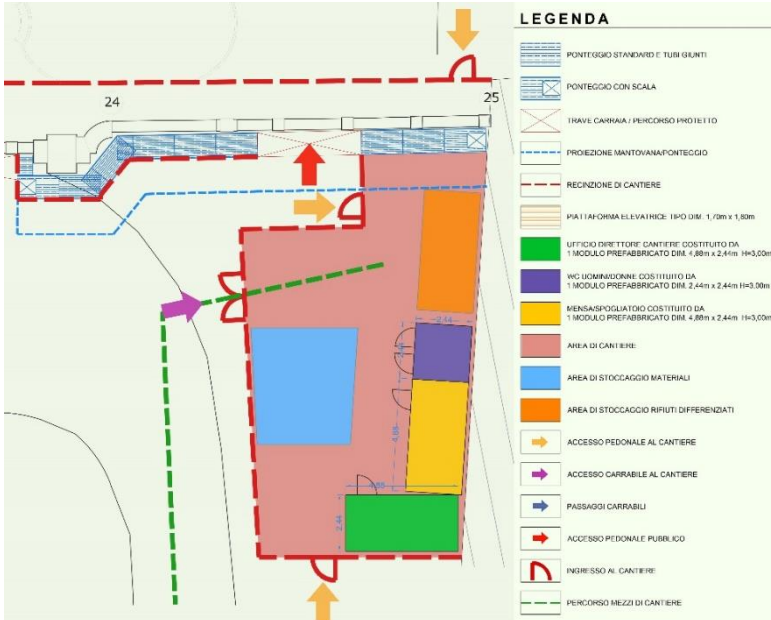 LEGENDA
24
25
PONTEGGIO STANDARD E TUBI GIUNTI
PONTEGGIO CON SCALA
TRAVE CARRAIA / PERCORSO PROTETTO
PROIEZIONE MANTOVANA/PONTEGGIO
RECINZIONE DI CANTIERE
PIATTAFORMA ELEVATRICE TIPO DIM. 1,70m x 1,80m
UFFICIO DIRETTORE CANTIERE COSTITUITO DA
1 MODULO PREFABBRICATO DIM. 4,88m x 2,44m H=3,00m
WC UOMINI/DONNE COSTITUITO DA
1 MODULO PREFABBRICATO DIM. 2,44m x 2,44m H=3.00m
MENSA/SPOGLIATOIO COSTITUITO DA
1 MODULO PREFABBRICATO DIM. 4,88m x 2,44m H=3,00m
AREA DI CANTIERE
AREA DI STOCCAGGIO MATERIALI
AREA DI STOCCAGGIO RIFIUTI DIFFERENZIATI
ACCESSO PEDONALE AL CANTIERE
ACCESSO CARRABILE AL CANTIERE
PASSAGGI CARRABILI
ACCESSO PEDONALE PUBBLICO
INGRESSO AL CANTIERE
PERCORSO MEZZI DI CANTIERE
2,44
4,88
4,88
2,44